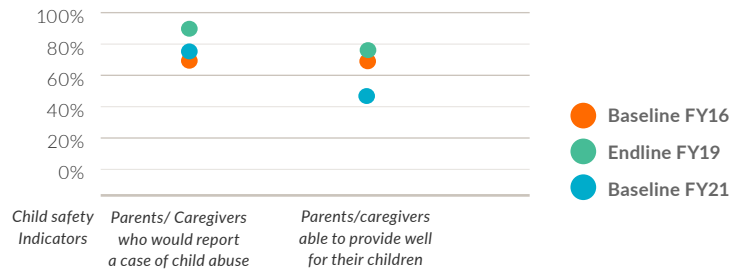 100%
80%
60%
40%
20%
0%
Child safety
Indicators
Parents/ Caregivers
who would report
a case of child abuse
Parents/caregivers
able to provide well
for their children
Baseline FY16
Endline FY19
Baseline FY21